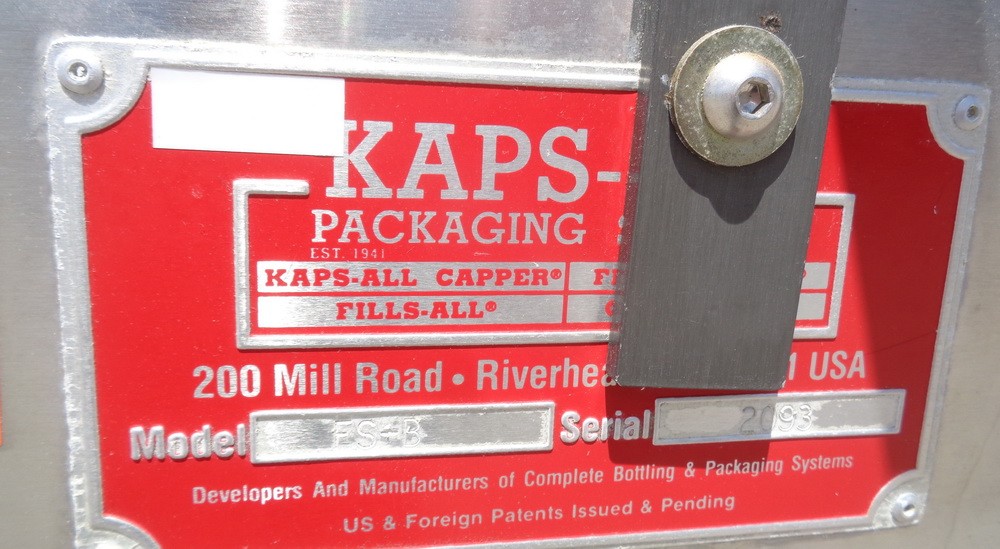 KAPS-
PACKAGING
EST. 1941
KAPS-ALL CAPPER®
FILLS-ALL®
200 Mill Road • Riverhea 1 USA
Model ES-B Serial 2093
Developers And Manufacturers of Complete Bottling & Packaging Systems
US & Foreign Patents Issued & Pending